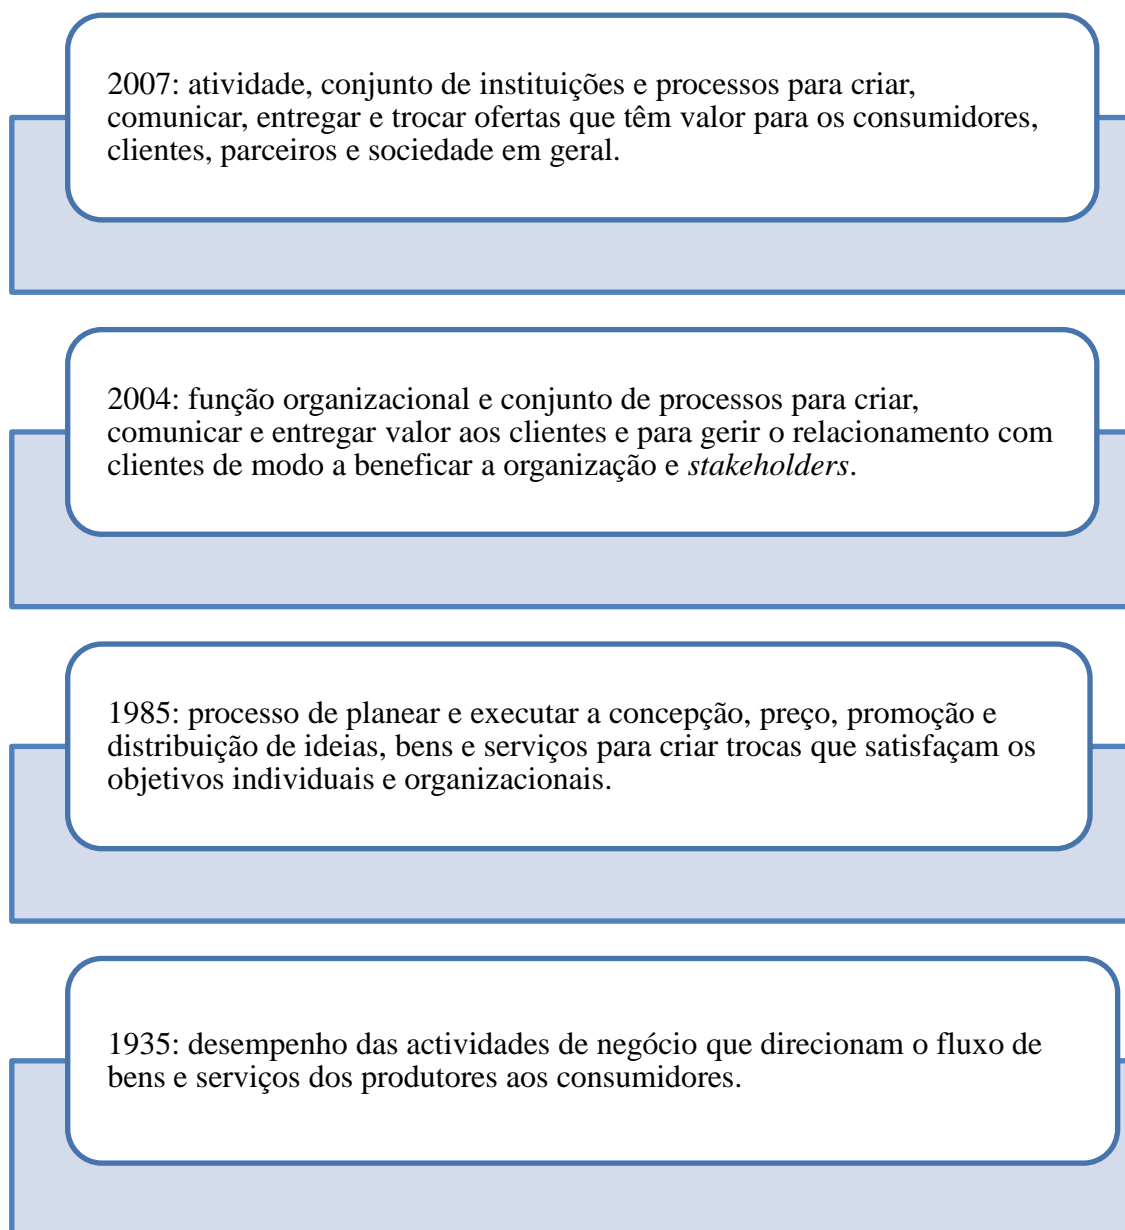 2007: atividade, conjunto de instituições e processos para criar,
comunicar, entregar e trocar ofertas que têm valor para os consumidores,
clientes, parceiros e sociedade em geral.
2004: função organizacional e conjunto de processos para criar,
comunicar e entregar valor aos clientes e para gerir o relacionamento com
clientes de modo a beneficar a organização e stakeholders.
1985: processo de planear e executar a concepção, preço, promoção e
distribuição de ideias, bens e serviços para criar trocas que satisfaçam os
objetivos individuais e organizacionais.
1935: desempenho das actividades de negócio que direcionam o fluxo de
bens e serviços dos produtores aos consumidores.